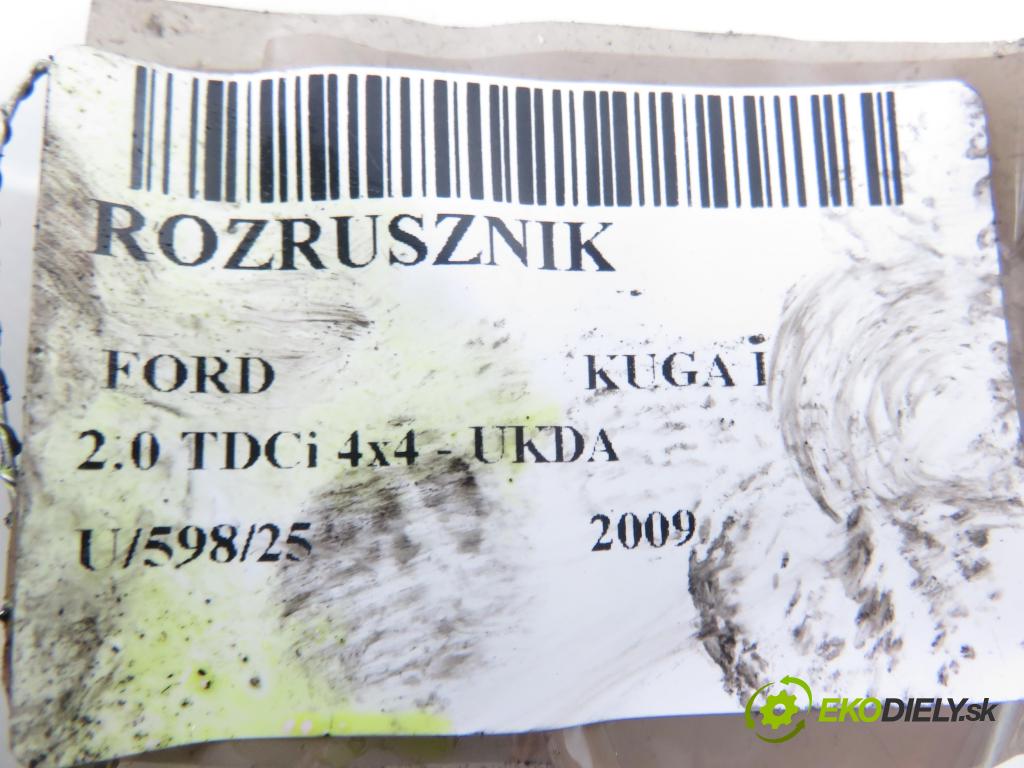 ROZRUSZNIK
FORD KUGA I
2.0 TDCi 4x4 - UKDA
U/598/25 2009
EKODIELY.sk